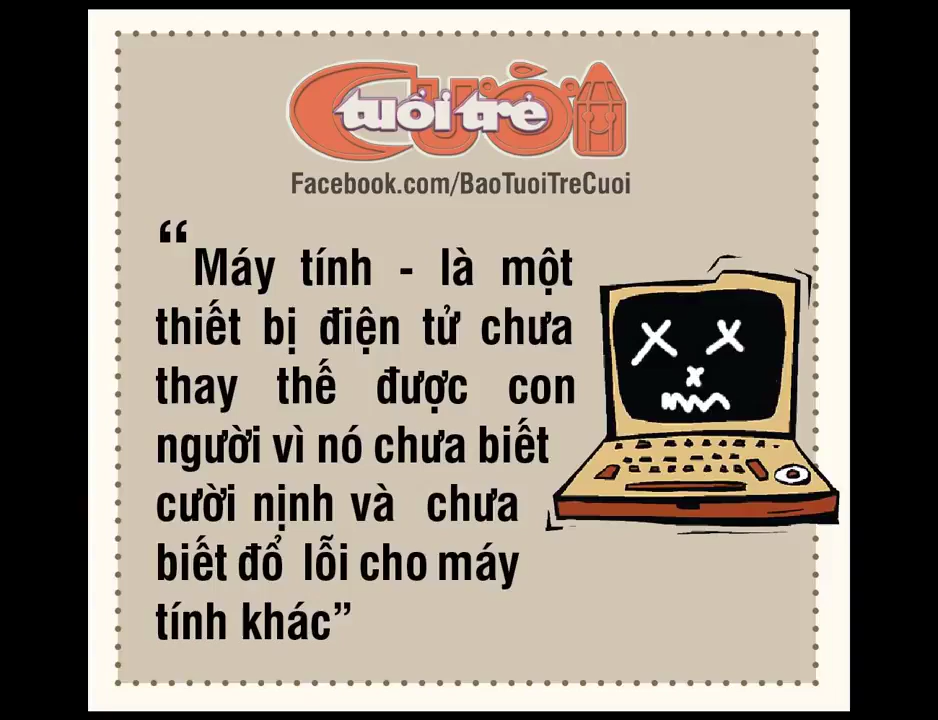 tuổi trẻ
CƯỜI
Facebook.com/BaoTuoiTreCuoi
“Máy tính - là một
thiết bị điện tử chưa
thay thế được con
người vì nó chưa biết
cười nịnh và chưa
biết đổ lỗi cho máy
tính khác”